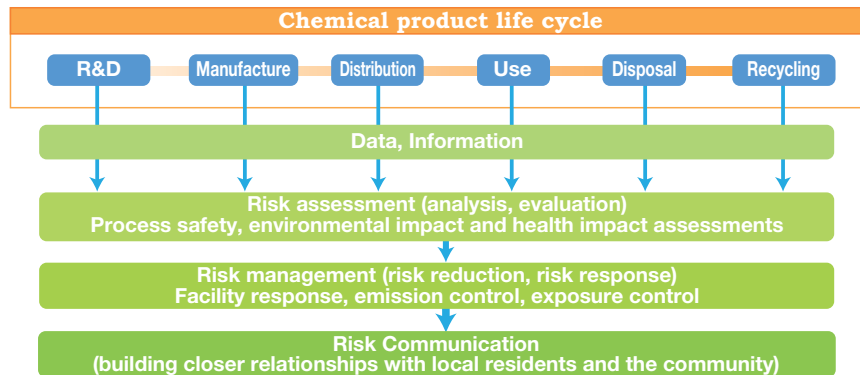 Chemical product life cycle
R&D Manufacture Distribution Use Disposal Recycling
Data, Information
Risk assessment (analysis, evaluation)
Process safety, environmental impact and health impact assessments
Risk management (risk reduction, risk response)
Facility response, emission control, exposure control
Risk Communication
(building closer relationships with local residents and the community)